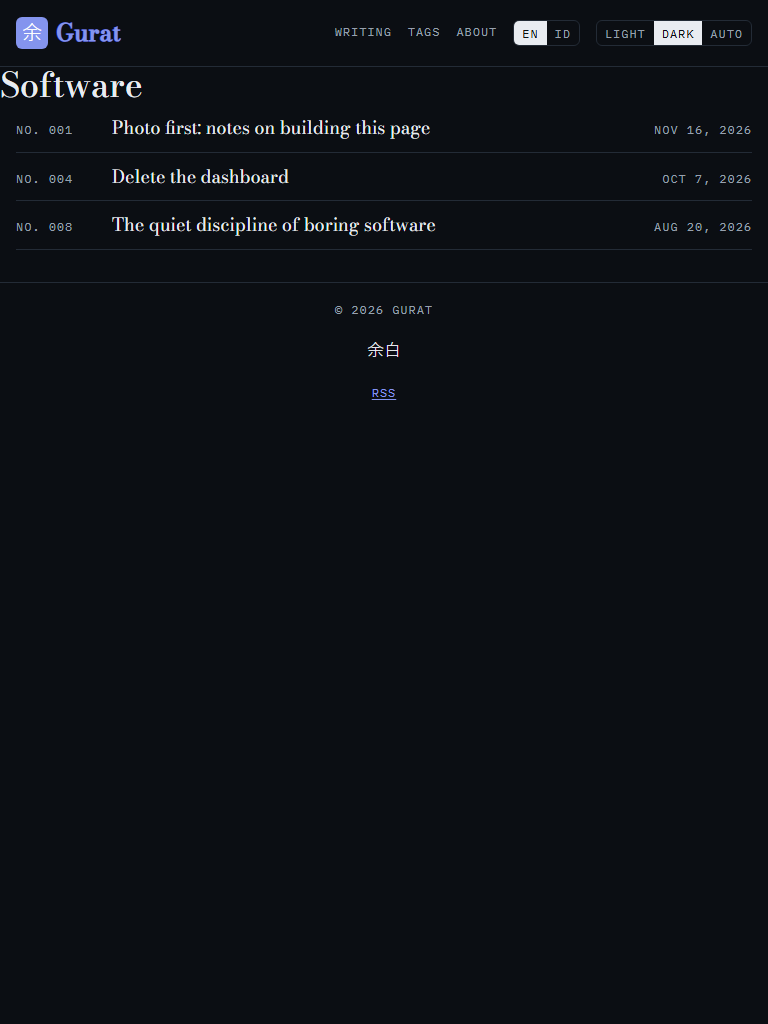 余 Gurat WRITING TAGS ABOUT EN ID LIGHT DARK AUTO
Software
NO. 001 Photo first: notes on building this page NOV 16, 2026
NO. 004 Delete the dashboard OCT 7, 2026
NO. 008 The quiet discipline of boring software AUG 20, 2026
© 2026 GURAT
余白
RSS